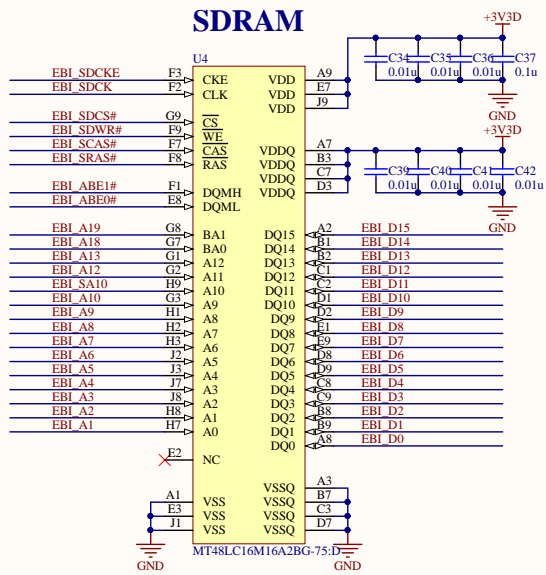 SDRAM
U4
+3V3D
EBI_SDCKE F3 CKE VDD A9 C34 0.01u C35 0.01u C36 0.01u C37 0.1u
EBI_SDCK F2 CLK VDD E7
VDD J9
GND
EBI_SDCS# G9 CS
+3V3D
EBI_SDWR# F9 WE
EBI_SCAS# F7 CAS VDDQ A7
EBI_SRAS# F8 RAS VDDQ B3
VDDQ C7 C39 0.01u C40 0.01u C41 0.01u C42 0.01u
EBI_ABE1# F1 DQMH VDDQ D3
EBI_ABE0# E8 DQML
GND
EBI_A19 G8 BA1 DQ15 A2 EBI_D15
EBI_A18 G7 BA0 DQ14 B1 EBI_D14
EBI_A13 G1 A12 DQ13 B2 EBI_D13
EBI_A12 G2 A11 DQ12 C1 EBI_D12
EBI_SA10 H9 A10 DQ11 C2 EBI_D11
EBI_A10 G3 A9 DQ10 D1 EBI_D10
EBI_A9 H1 A8 DQ9 D2 EBI_D9
EBI_A8 H2 A7 DQ8 E1 EBI_D8
EBI_A7 H3 A6 DQ7 E9 EBI_D7
EBI_A6 J2 A5 DQ6 D8 EBI_D6
EBI_A5 J3 A4 DQ5 D9 EBI_D5
EBI_A4 J7 A3 DQ4 C8 EBI_D4
EBI_A3 J8 A2 DQ3 C9 EBI_D3
EBI_A2 H8 A1 DQ2 B8 EBI_D2
EBI_A1 H7 A0 DQ1 B9 EBI_D1
DQ0 A8 EBI_D0
E2 NC
VSSQ A3
A1 VSS VSSQ B7
E3 VSS VSSQ C3
J1 VSS VSSQ D7
MT48LC16M16A2BG-75:D
GND GND